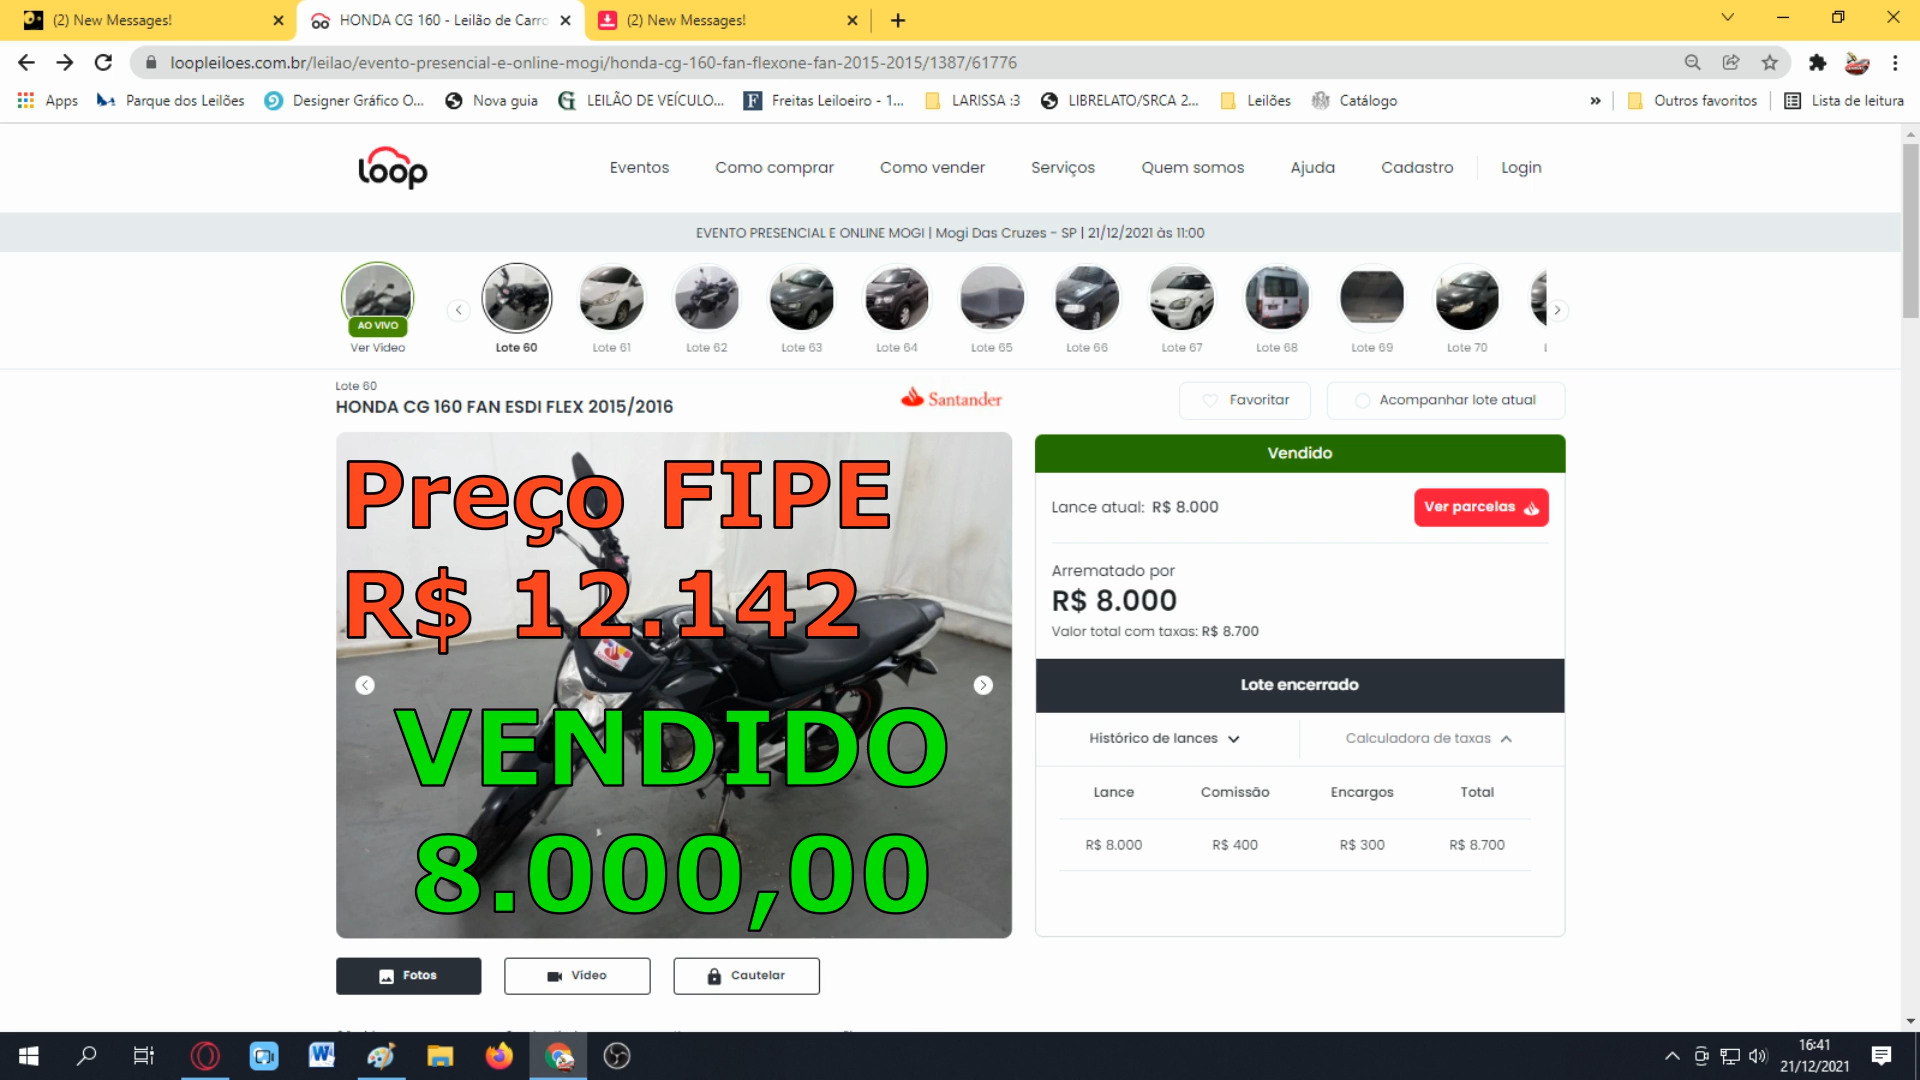 (2) New Messages!
HONDA CG 160 - Leilão de Carro
(2) New Messages!
loopleiloes.com.br/leilao/evento-presencial-e-online-mogi/honda-cg-160-fan-flexone-fan-2015-2015/1387/61776
Apps
Parque dos Leilões
Designer Gráfico O...
Nova guia
LEILÃO DE VEÍCULO...
Freitas Leiloeiro - 1...
LARISSA :3
LIBRELATO/SRCA 2...
Leilões
Catálogo
»
Outros favoritos
Lista de leitura
loop
Eventos
Como comprar
Como vender
Serviços
Quem somos
Ajuda
Cadastro
Login
EVENTO PRESENCIAL E ONLINE MOGI | Mogi Das Cruzes - SP | 21/12/2021 às 11:00
AO VIVO
Ver Vídeo
Lote 60
Lote 61
Lote 62
Lote 63
Lote 64
Lote 65
Lote 66
Lote 67
Lote 68
Lote 69
Lote 70
Lote 60
HONDA CG 160 FAN ESDI FLEX 2015/2016
Santander
Favoritar
Acompanhar lote atual
Preço FIPE
R$ 12.142
VENDIDO
8.000,00
Vendido
Lance atual: R$ 8.000
Ver parcelas
Arrematado por
R$ 8.000
Valor total com taxas: R$ 8.700
Lote encerrado
Histórico de lances
Calculadora de taxas
Lance Comissão Encargos Total
R$ 8.000 R$ 400 R$ 300 R$ 8.700
Fotos
Vídeo
Cautelar
16:41
21/12/2021